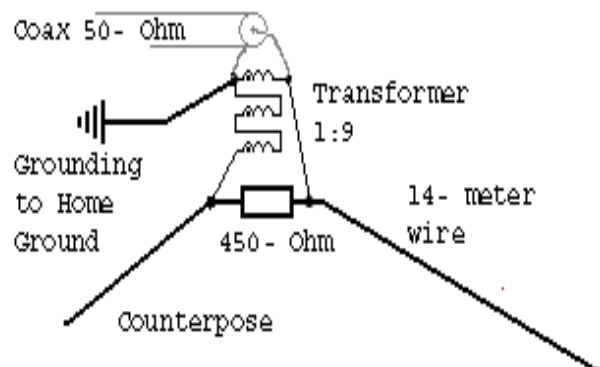 Coax 50- Ohm
Transformer
1:9
Grounding
to Home
Ground
14- meter
wire
450- Ohm
Counterpose